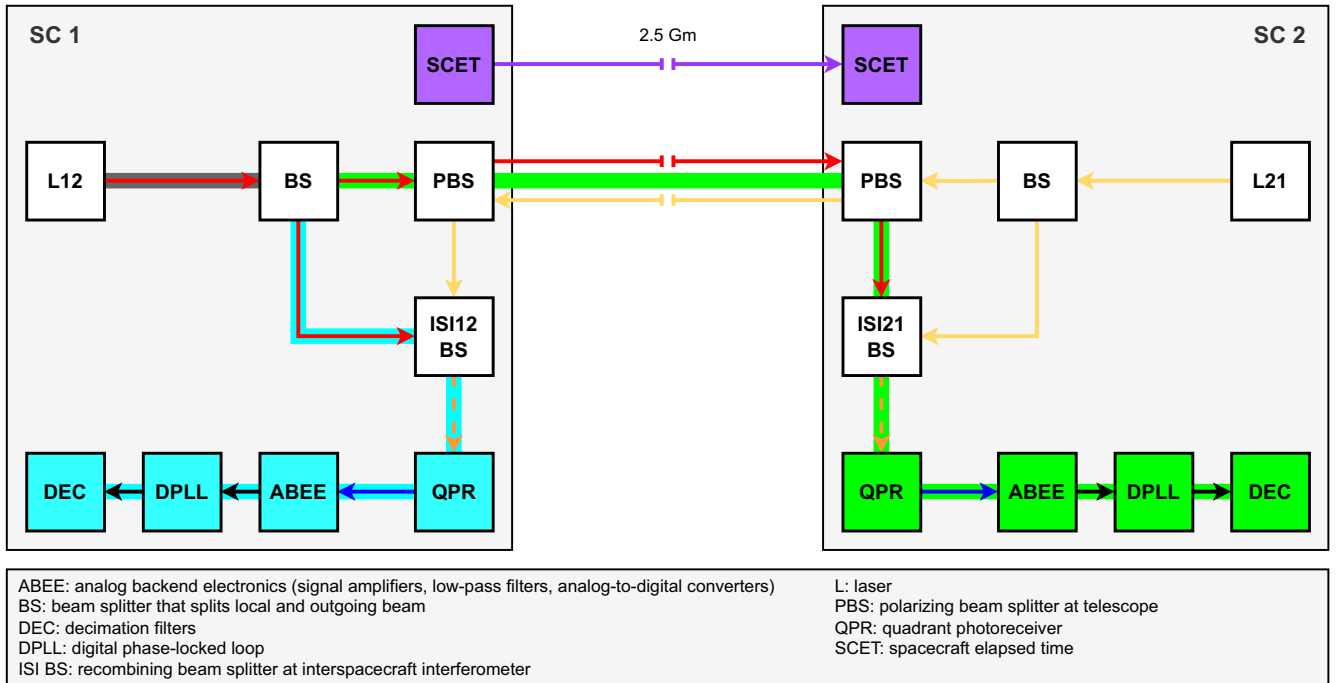 SC 1
2.5 Gm
SC 2
SCET
SCET
L12
BS
PBS
PBS
BS
L21
ISI12
BS
ISI21
BS
DEC
DPLL
ABEE
QPR
QPR
ABEE
DPLL
DEC
ABEE: analog backend electronics (signal amplifiers, low-pass filters, analog-to-digital converters)
BS: beam splitter that splits local and outgoing beam
DEC: decimation filters
DPLL: digital phase-locked loop
ISI BS: recombining beam splitter at interspacecraft interferometer
L: laser
PBS: polarizing beam splitter at telescope
QPR: quadrant photoreceiver
SCET: spacecraft elapsed time